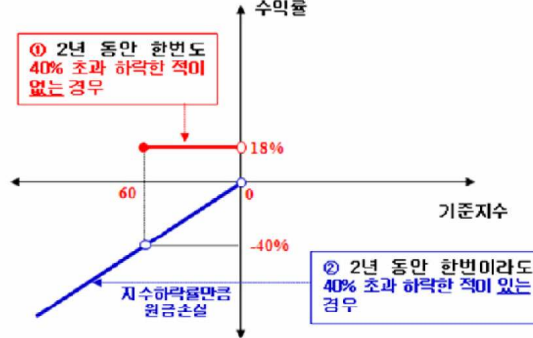 수익률
① 2년 동안 한번도
40% 초과 하락한 적이
없는 경우
18%
60
0
기준지수
-40%
② 2년 동안 한번이라도
40% 초과 하락한 적이 있는
경우
지수하락률만큼
원금손실